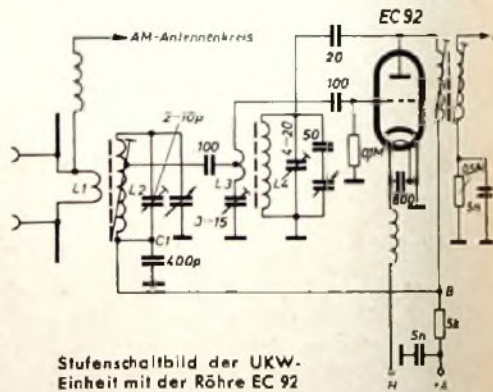 EC 92
AM-Antennenkreis
20
2-10p
100
100
4-20
50
L1
L2
L3
L4
0,1M
3-15
800
0,5M
5n
C1
400p
B
5k
5n
H
+A
Stufenschaltbild der UKW-
Einheit mit der Röhre EC 92